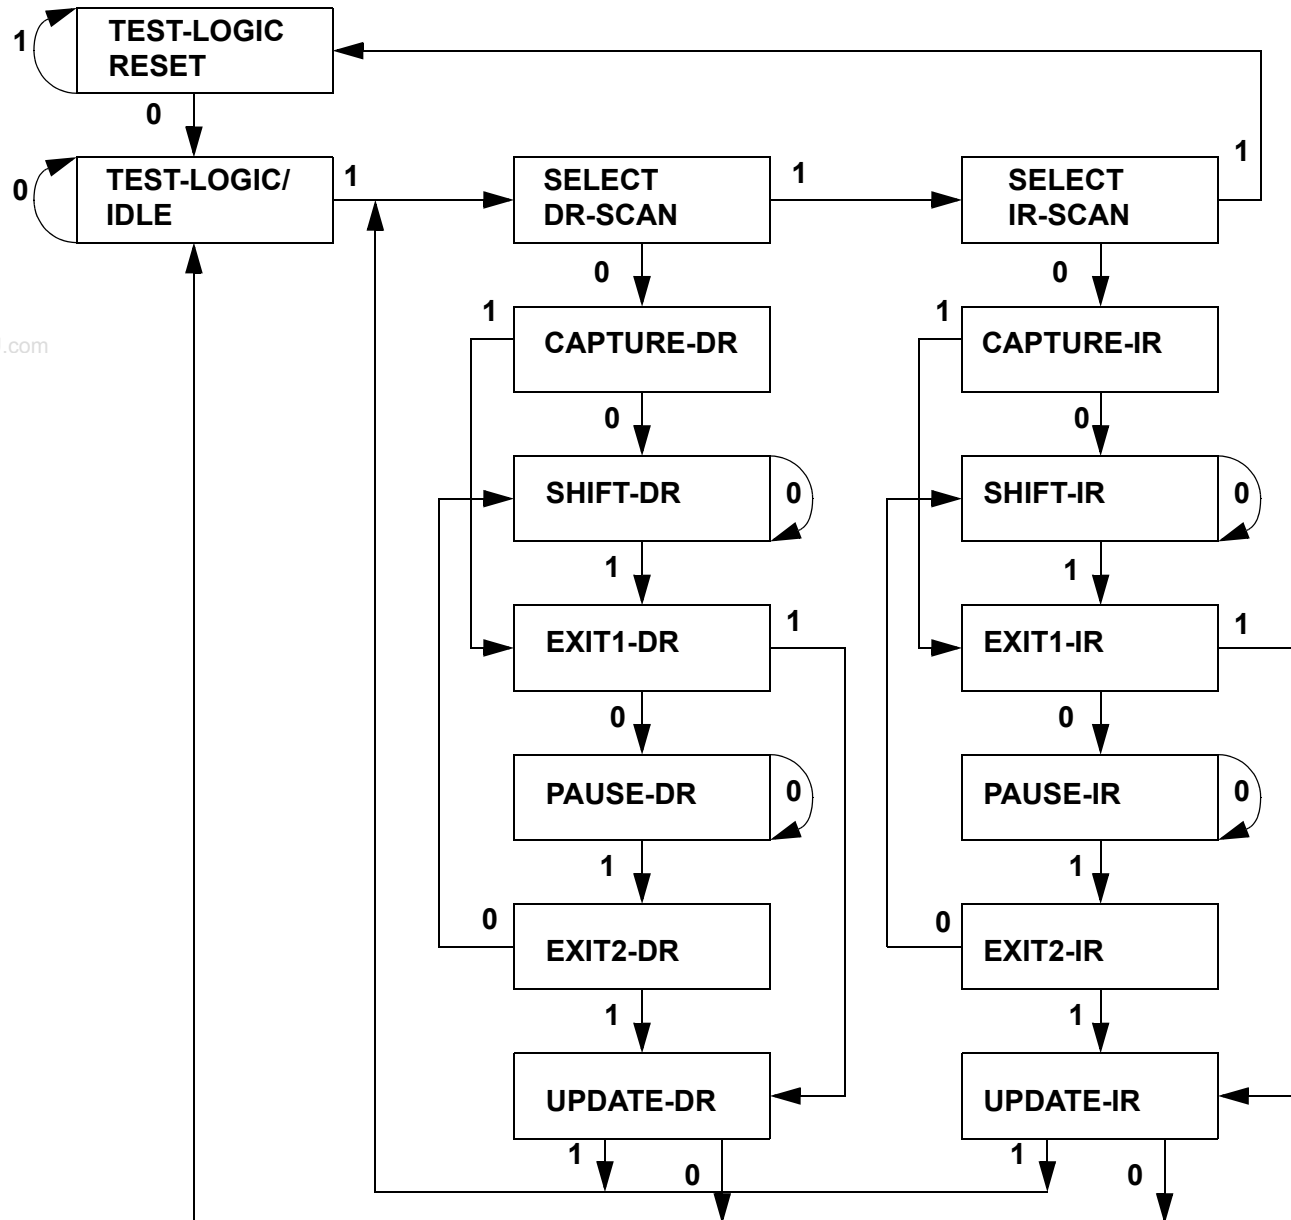 TEST-LOGIC
RESET
1
0
TEST-LOGIC/
IDLE
0
1
SELECT
DR-SCAN
1
SELECT
IR-SCAN
1
0
0
.com
1
CAPTURE-DR
1
CAPTURE-IR
0
0
SHIFT-DR
0
SHIFT-IR
0
1
1
EXIT1-DR
1
EXIT1-IR
1
0
0
PAUSE-DR
0
PAUSE-IR
0
1
1
0
EXIT2-DR
0
EXIT2-IR
1
1
UPDATE-DR
UPDATE-IR
1
0
1
0